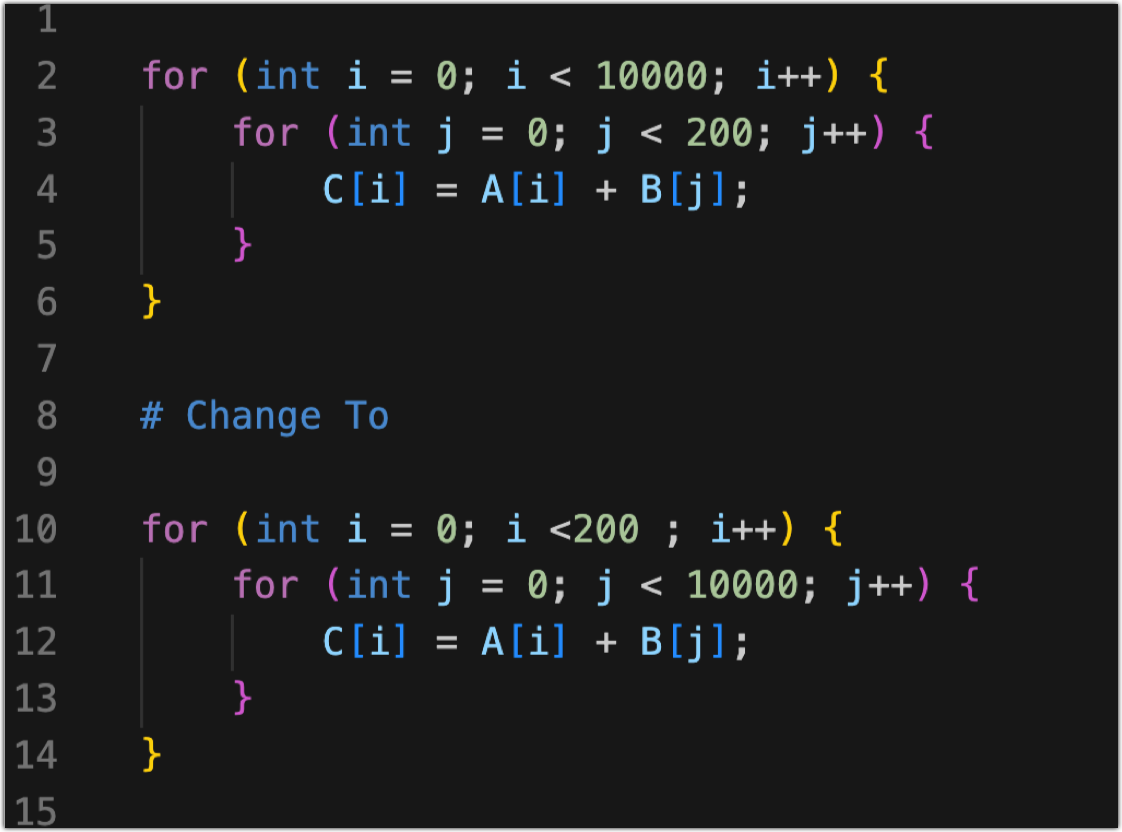 1
2 for (int i = 0; i < 10000; i++) {
3 for (int j = 0; j < 200; j++) {
4 C[i] = A[i] + B[j];
5 }
6 }
7
8 # Change To
9
10 for (int i = 0; i <200 ; i++) {
11 for (int j = 0; j < 10000; j++) {
12 C[i] = A[i] + B[j];
13 }
14 }
15